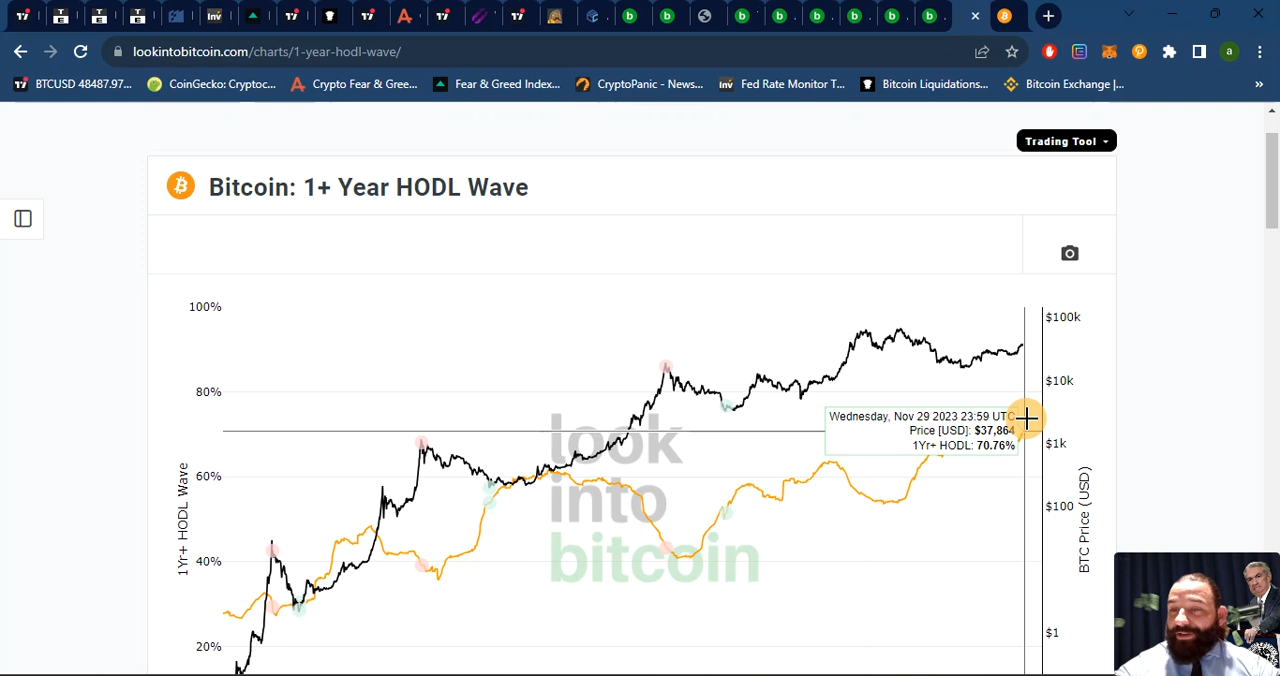 lookintobitcoin.com/charts/1-year-hodl-wave/
a
BTCUSD 48487.97...
CoinGecko: Cryptoc...
Crypto Fear & Gree...
Fear & Greed Index...
CryptoPanic - News...
Inv
Fed Rate Monitor T...
Bitcoin Liquidations...
Bitcoin Exchange |...
»
Trading Tool
Bitcoin: 1+ Year HODL Wave
100%
80%
60%
40%
20%
1Yr+ HODL Wave
look
into
bitcoin
Wednesday, Nov 29 2023 23:59 UTC
Price [USD]: $37,864
1Yr+ HODL: 70.76%
$100k
$10k
$1k
$100
$1
BTC Price (USD)